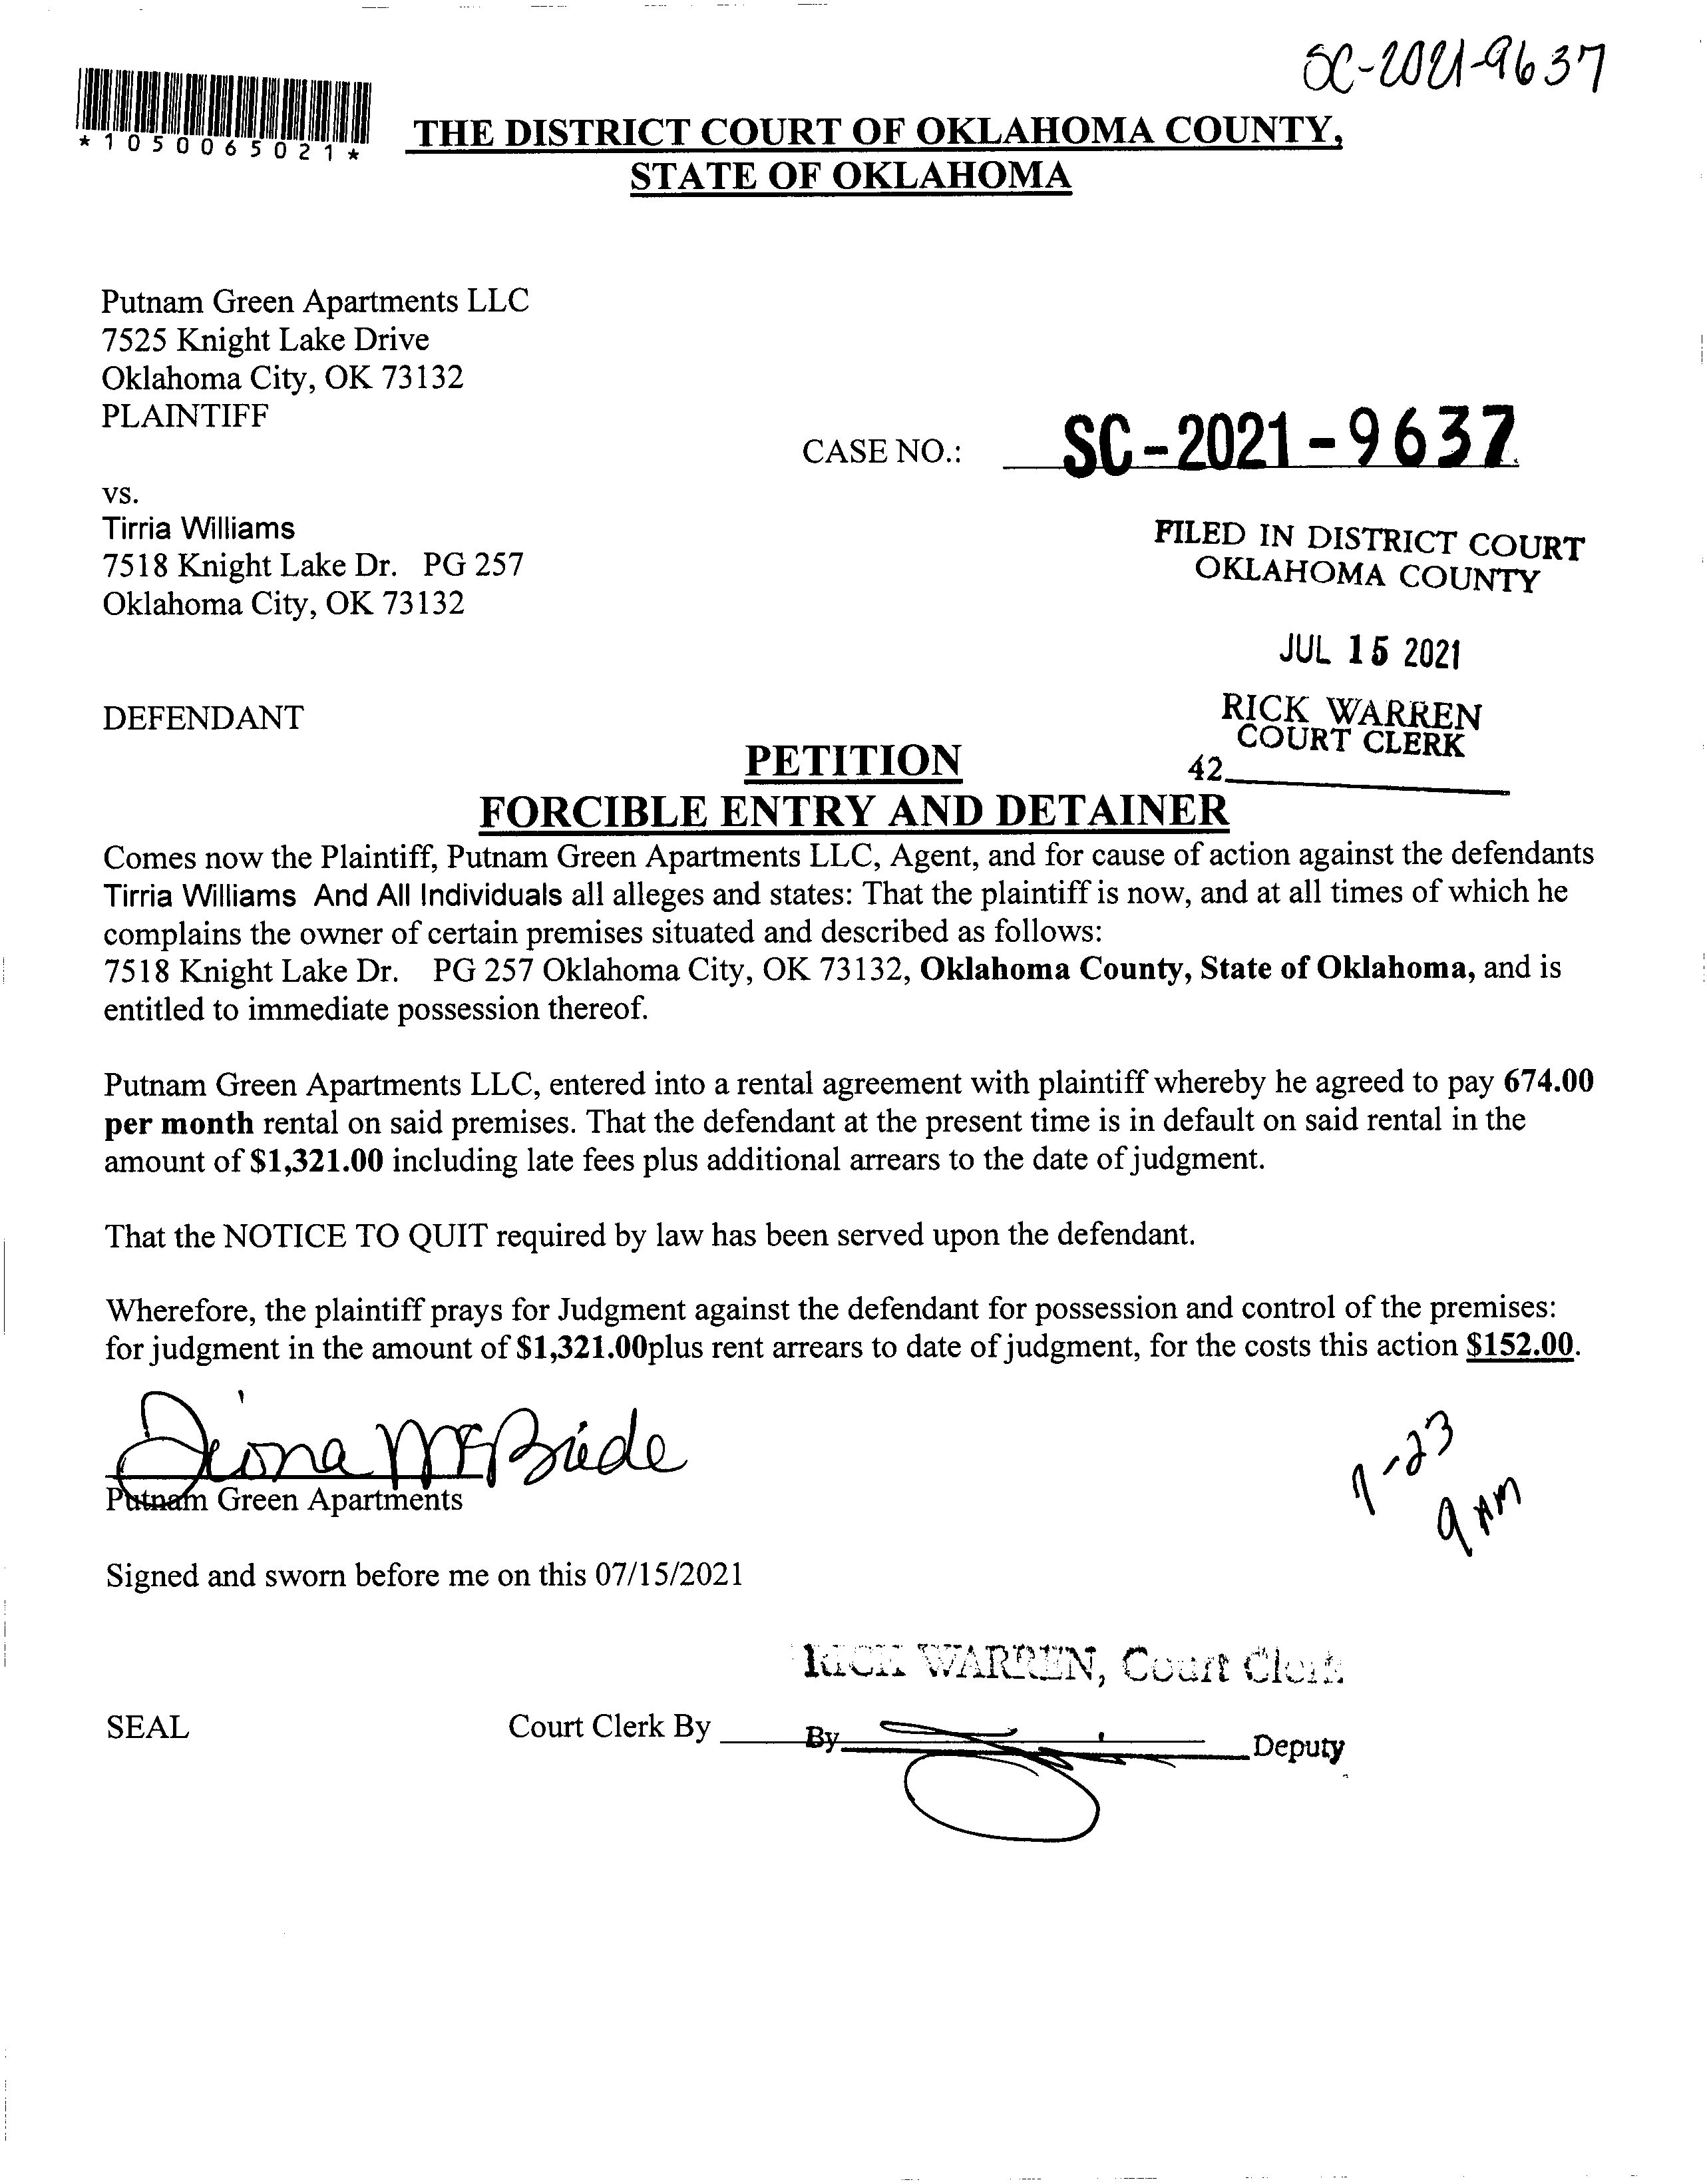 SC-2021-9637
*1050065021*
THE DISTRICT COURT OF OKLAHOMA COUNTY,
STATE OF OKLAHOMA
Putnam Green Apartments LLC
7525 Knight Lake Drive
Oklahoma City, OK 73132
PLAINTIFF
CASE NO.: SC-2021-9637
vs.
Tirria Williams
7518 Knight Lake Dr. PG 257
Oklahoma City, OK 73132
FILED IN DISTRICT COURT
OKLAHOMA COUNTY
JUL 15 2021
RICK WARREN
COURT CLERK
42
DEFENDANT
PETITION
FORCIBLE ENTRY AND DETAINER
Comes now the Plaintiff, Putnam Green Apartments LLC, Agent, and for cause of action against the defendants
Tirria Williams And All Individuals all alleges and states: That the plaintiff is now, and at all times of which he
complains the owner of certain premises situated and described as follows:
7518 Knight Lake Dr. PG 257 Oklahoma City, OK 73132, Oklahoma County, State of Oklahoma, and is
entitled to immediate possession thereof.
Putnam Green Apartments LLC, entered into a rental agreement with plaintiff whereby he agreed to pay 674.00
per month rental on said premises. That the defendant at the present time is in default on said rental in the
amount of $1,321.00 including late fees plus additional arrears to the date of judgment.
That the NOTICE TO QUIT required by law has been served upon the defendant.
Wherefore, the plaintiff prays for Judgment against the defendant for possession and control of the premises:
for judgment in the amount of $1,321.00plus rent arrears to date of judgment, for the costs this action $152.00.
McBride
Putnam Green Apartments
7-23
9 AM
Signed and sworn before me on this 07/15/2021
RICK WARREN, Court Clerk
SEAL
Court Clerk By
By
Deputy